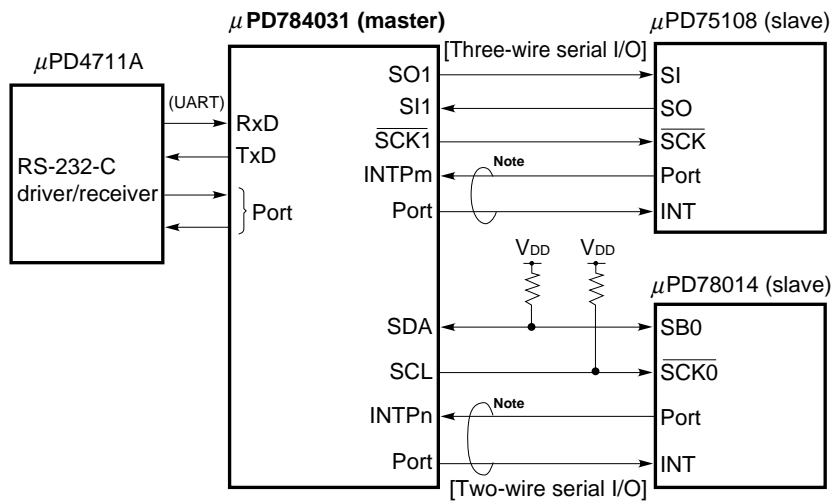 μPD784031 (master)
μPD75108 (slave)
[Three-wire serial I/O]
μPD4711A
(UART)
RS-232-C
driver/receiver
RxD
TxD
Port
SO1
SI1
SCK1
INTPm
Port
Note
SI
SO
SCK
Port
INT
VDD
VDD
μPD78014 (slave)
SDA
SCL
INTPn
Port
Note
SB0
SCK0
Port
INT
[Two-wire serial I/O]